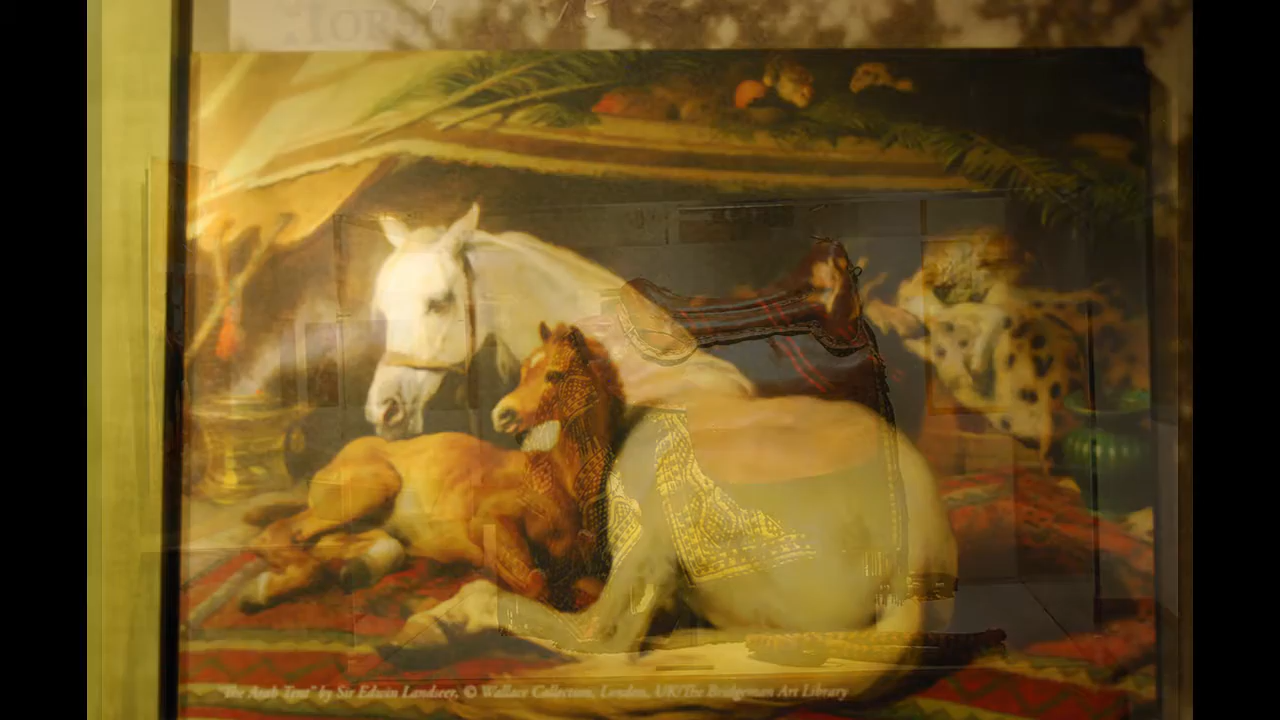 "The Arab Tent" by Sir Edwin Landseer, © Wallace Collection, London, UK/The Bridgeman Art Library